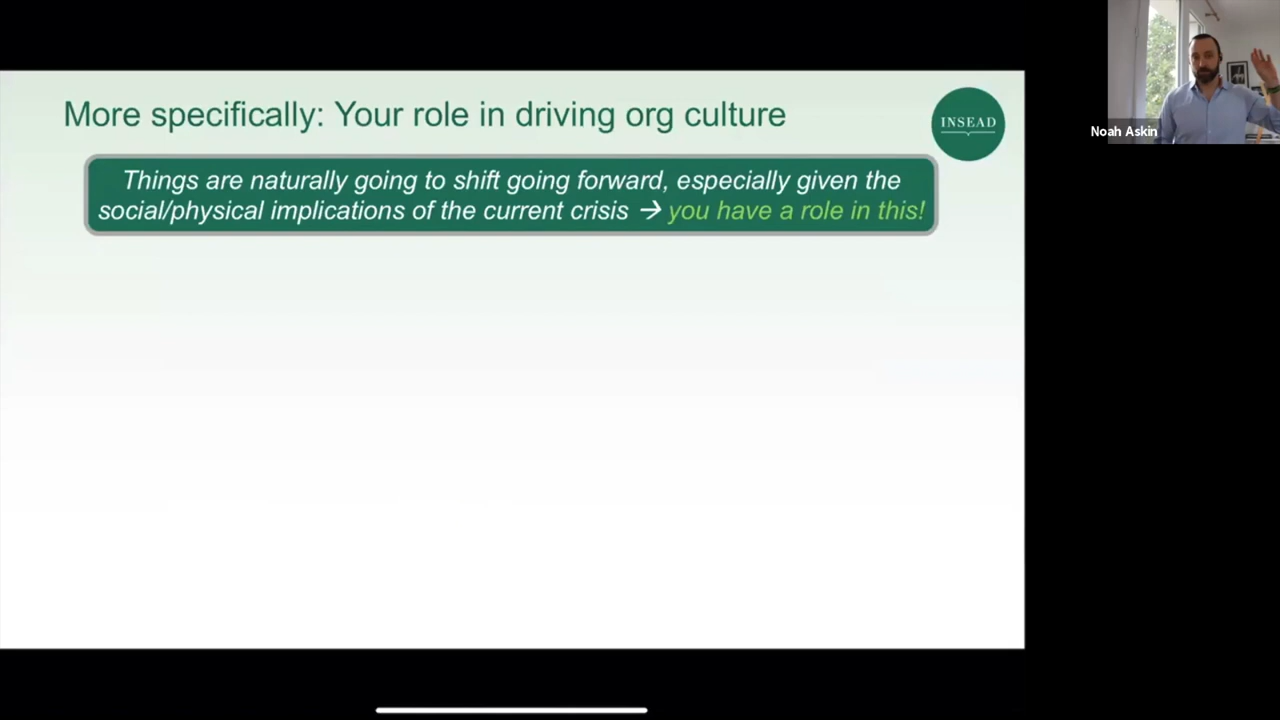 More specifically: Your role in driving org culture
INSEAD
Things are naturally going to shift going forward, especially given the
social/physical implications of the current crisis → you have a role in this!
Noah Askin